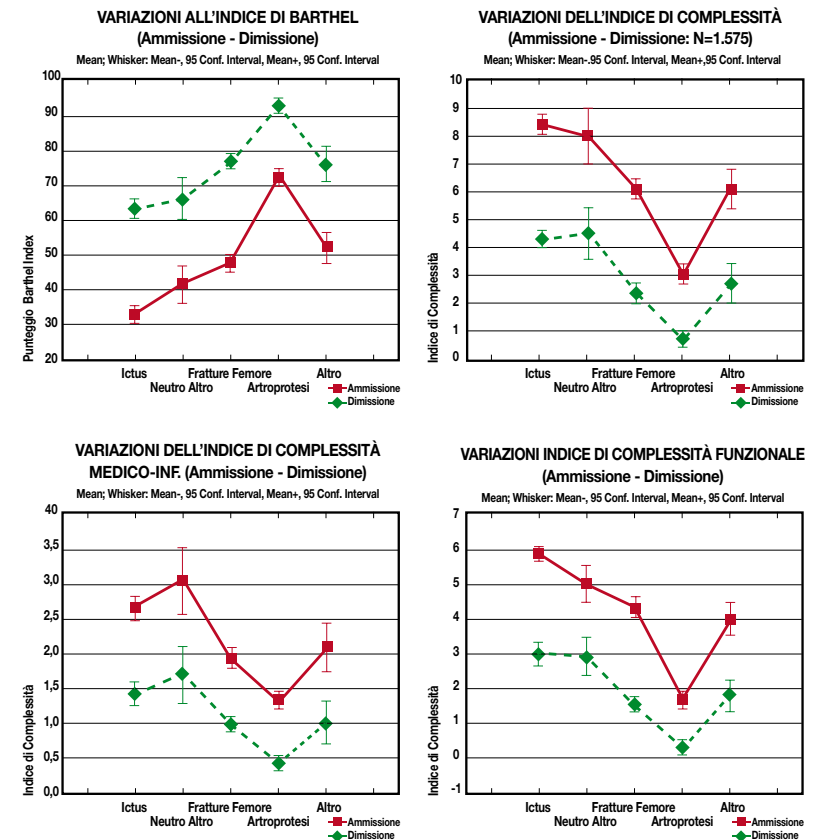 VARIAZIONI ALL'INDICE DI BARTHEL
(Ammissione - Dimissione)
Mean; Whisker: Mean-, 95 Conf. Interval, Mean+, 95 Conf. Interval
Punteggio Barthel Index
100
90
80
70
60
50
40
30
20
Ictus Fratture Femore Altro
Neutro Altro Artroprotesi
Ammissione
Dimissione
VARIAZIONI DELL'INDICE DI COMPLESSITÀ
(Ammissione - Dimissione: N=1.575)
Mean; Whisker: Mean-.95 Conf. Interval, Mean+,95 Conf. Interval
Indice di Complessità
10
9
8
7
6
5
4
3
2
1
0
Ictus Fratture Femore Altro
Neutro Altro Artroprotesi
Ammissione
Dimissione
VARIAZIONI DELL'INDICE DI COMPLESSITÀ
MEDICO-INF. (Ammissione - Dimissione)
Mean; Whisker: Mean-, 95 Conf. Interval, Mean+, 95 Conf. Interval
Indice di Complessità
40
3,5
3,0
2,5
2,0
1,5
1,0
0,5
0,0
Ictus Fratture Femore Altro
Neutro Altro Artroprotesi
Ammissione
Dimissione
VARIAZIONI INDICE DI COMPLESSITÀ FUNZIONALE
(Ammissione - Dimissione)
Mean; Whisker: Mean-, 95 Conf. Interval, Mean+, 95 Conf. Interval
Indice di Complessità
7
6
5
4
3
2
1
0
-1
Ictus Fratture Femore Altro
Neutro Altro Artroprotesi
Ammissione
Dimissione